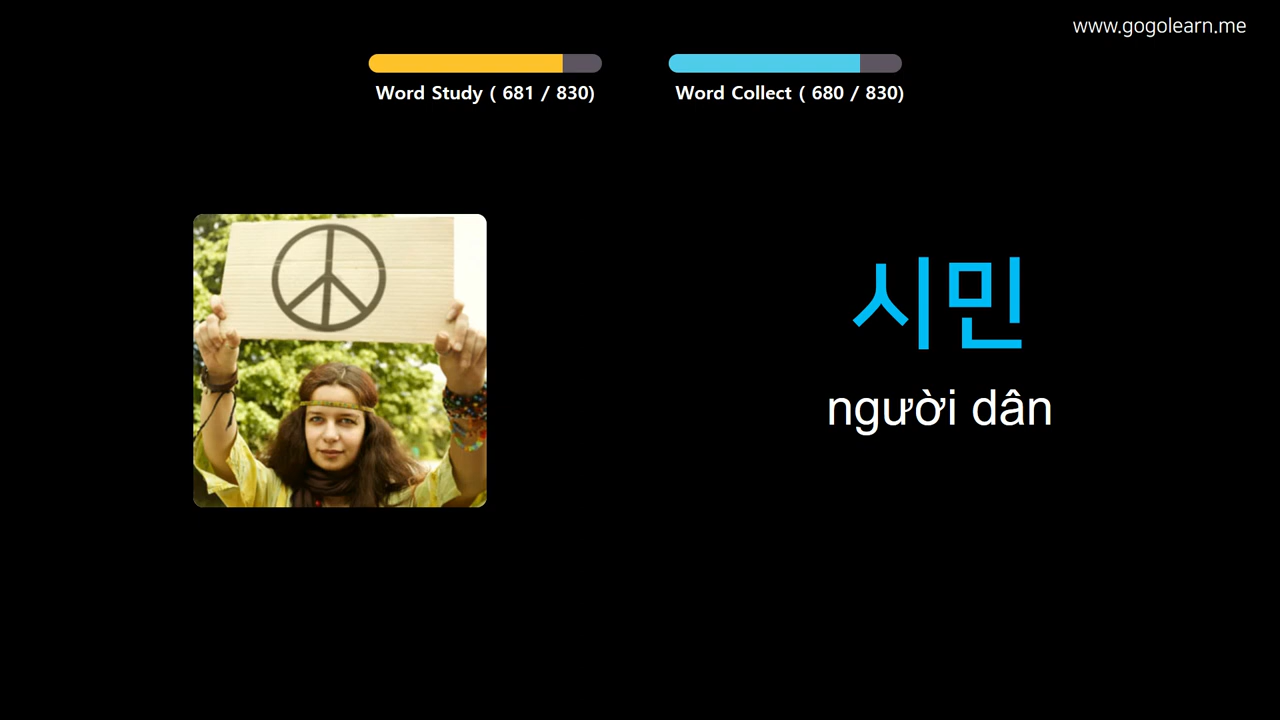 www.gogolearn.me
Word Study ( 681 / 830)
Word Collect ( 680 / 830)
시민
người dân